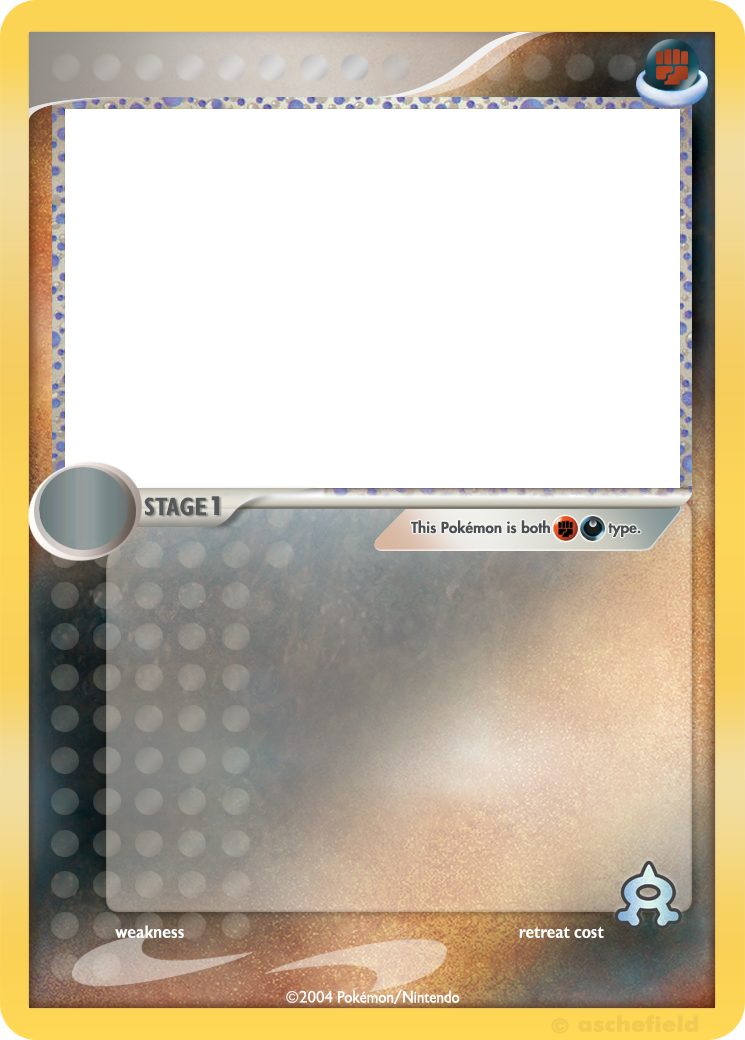 STAGE 1
This Pokémon is both type.
weakness
retreat cost
©2004 Pokémon/Nintendo
© aschefield